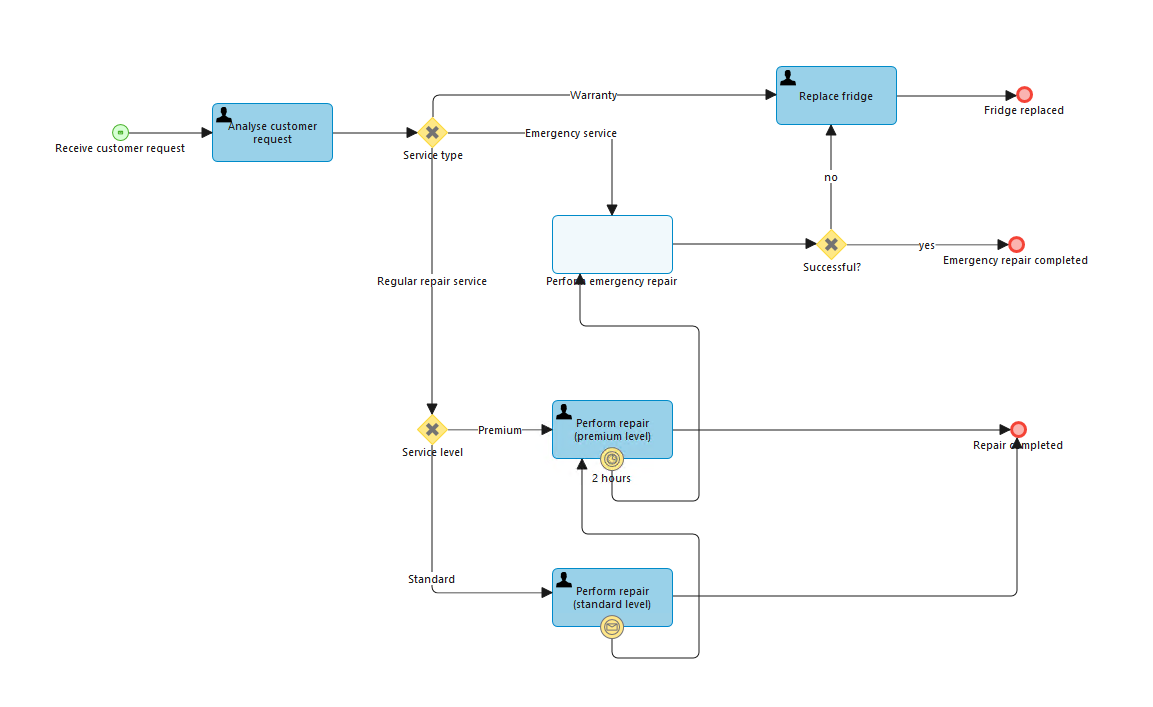 Warranty
Replace fridge
Fridge replaced
Analyse customer
request
Receive customer request
Service type
Emergency service
no
yes
Successful?
Emergency repair completed
Regular repair service
Perform emergency repair
Premium
Service level
Perform repair
(premium level)
2 hours
Repair completed
Standard
Perform repair
(standard level)